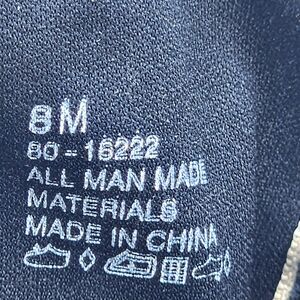 8 M
80-16222
ALL MAN MADE
MATERIALS
MADE IN CHINA